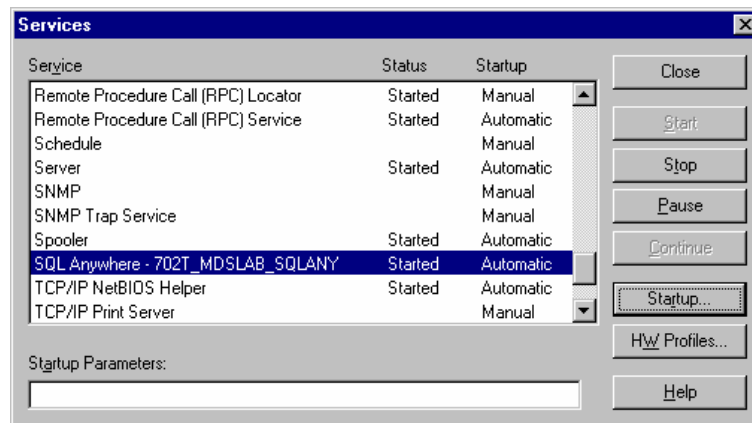 Services
Service Status Startup
Remote Procedure Call (RPC) Locator Started Manual
Remote Procedure Call (RPC) Service Started Automatic
Schedule Manual
Server Started Automatic
SNMP Manual
SNMP Trap Service Manual
Spooler Started Automatic
SQL Anywhere - 702T_MDSLAB_SQLANY Started Automatic
TCP/IP NetBIOS Helper Started Automatic
TCP/IP Print Server Manual
Startup Parameters:
Close
Start
Stop
Pause
Continue
Startup...
HW Profiles...
Help